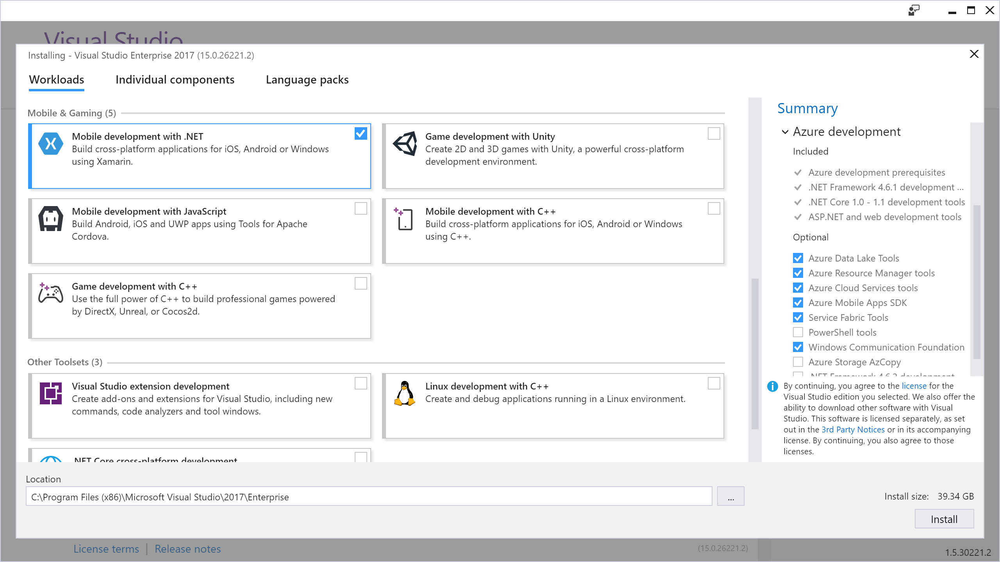 Visual Studio
Installing - Visual Studio Enterprise 2017 (15.0.26221.2)
Workloads
Individual components
Language packs
Mobile & Gaming (5)
Mobile development with .NET
Build cross-platform applications for iOS, Android or Windows
using Xamarin.
Game development with Unity
Create 2D and 3D games with Unity, a powerful cross-platform
development environment.
Mobile development with JavaScript
Build Android, iOS and UWP apps using Tools for Apache
Cordova.
Mobile development with C++
Build cross-platform applications for iOS, Android or Windows
using C++.
Game development with C++
Use the full power of C++ to build professional games powered
by DirectX, Unreal, or Cocos2d.
Other Toolsets (3)
Visual Studio extension development
Create add-ons and extensions for Visual Studio, including new
commands, code analyzers and tool windows.
Linux development with C++
Create and debug applications running in a Linux environment.
.NET Core cross-platform development
Summary
Azure development
Included
Azure development prerequisites
.NET Framework 4.6.1 development ...
.NET Core 1.0 - 1.1 development tools
ASP.NET and web development tools
Optional
Azure Data Lake Tools
Azure Resource Manager tools
Azure Cloud Services tools
Azure Mobile Apps SDK
Service Fabric Tools
PowerShell tools
Windows Communication Foundation
Azure Storage AzCopy
.NET Framework 4.6.2 development
By continuing, you agree to the license for the
Visual Studio edition you selected. We also offer the
ability to download other software with Visual
Studio. This software is licensed separately, as set
out in the 3rd Party Notices or in its accompanying
license. By continuing, you also agree to those
licenses.
Location
C:\Program Files (x86)\Microsoft Visual Studio\2017\Enterprise
...
Install size: 39.34 GB
Install
License terms | Release notes
(15.0.26221.2)
1.5.30221.2